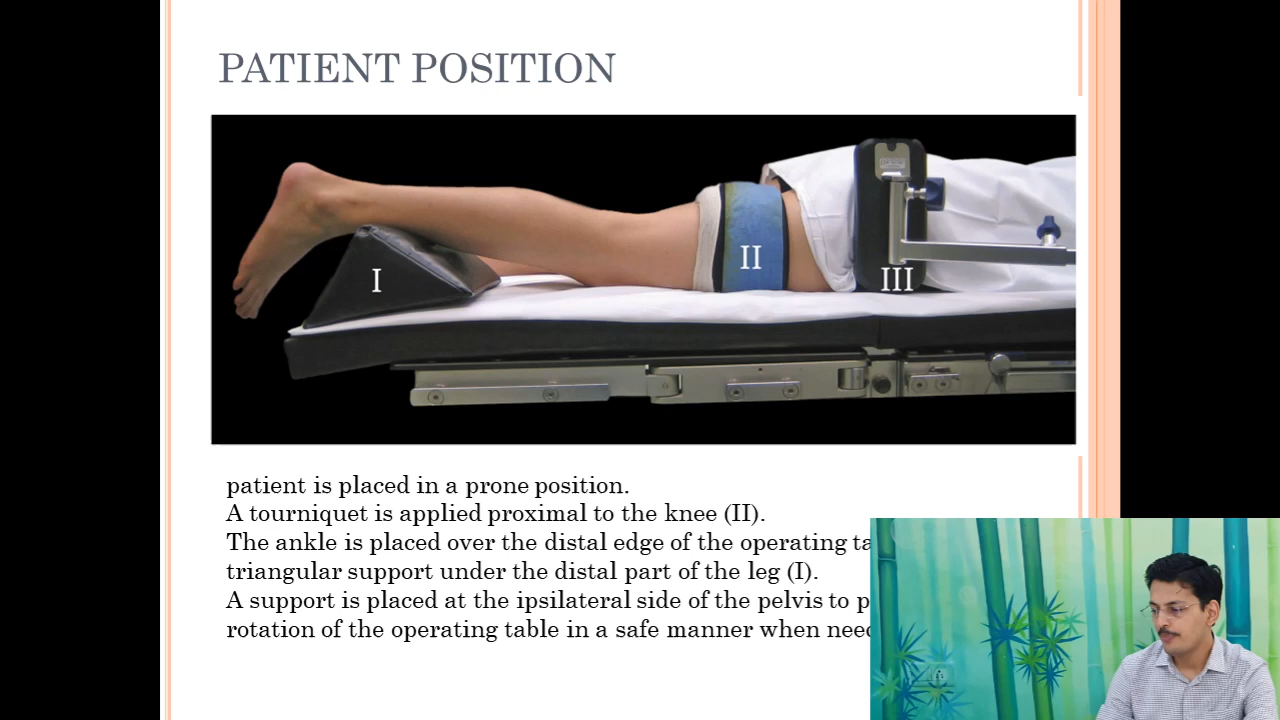 PATIENT POSITION
I
II
III
patient is placed in a prone position.
A tourniquet is applied proximal to the knee (II).
The ankle is placed over the distal edge of the operating
triangular support under the distal part of the leg (I).
A support is placed at the ipsilateral side of the pelvis to
rotation of the operating table in a safe manner when